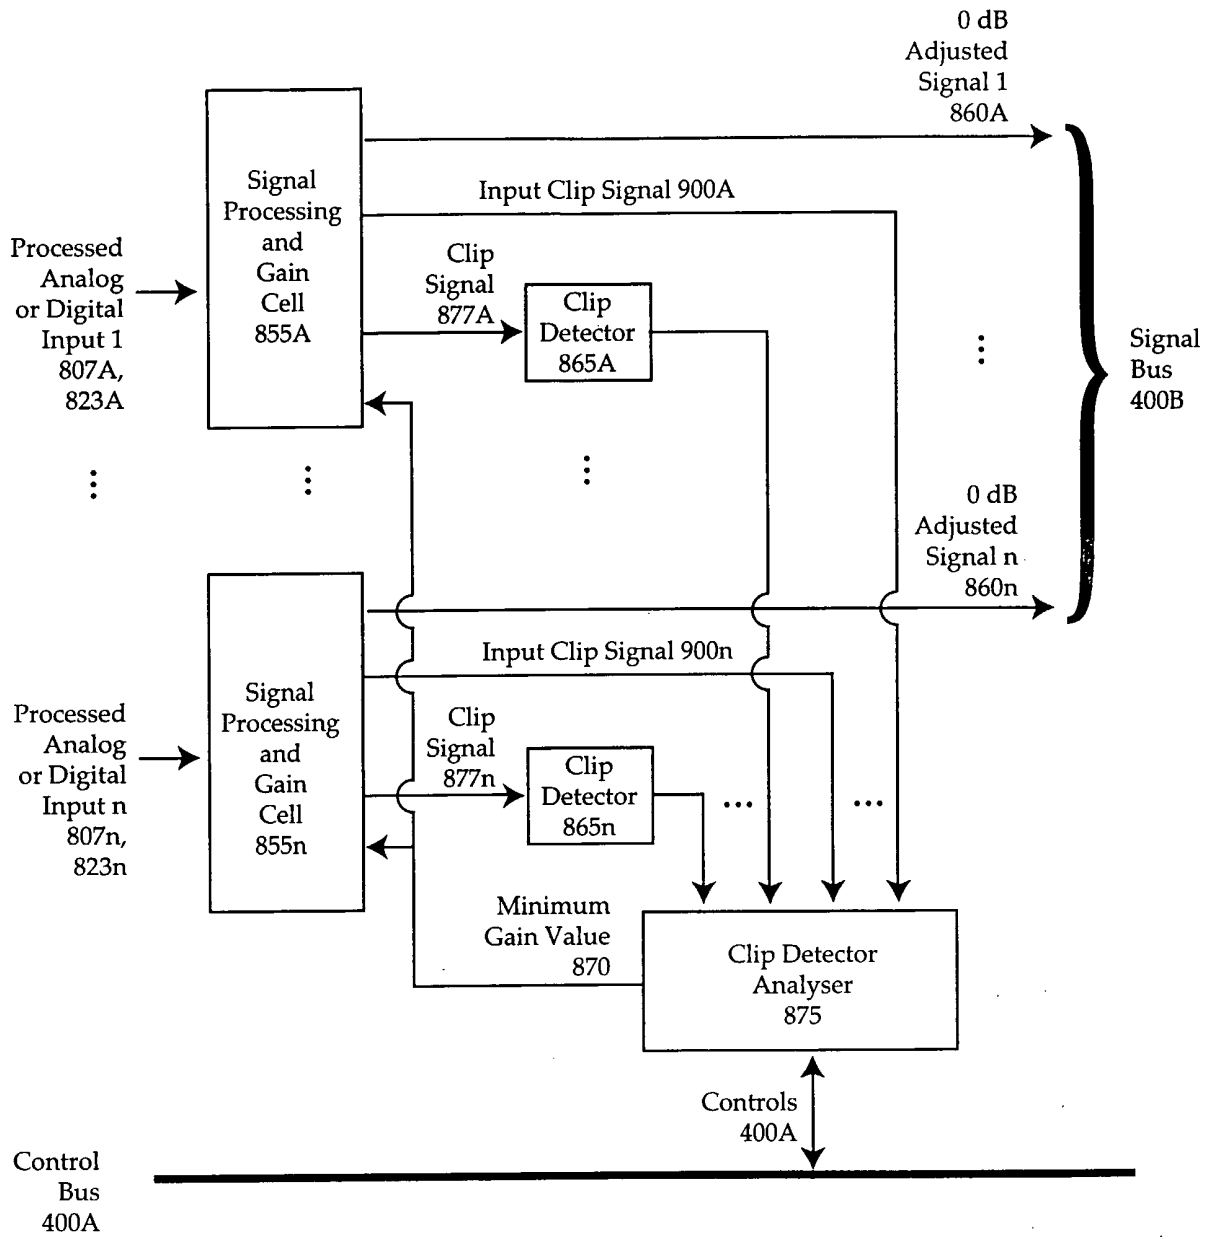 0 dB
Adjusted
Signal 1
860A
Signal
Processing
and
Gain
Cell
855A
Input Clip Signal 900A
Processed
Analog
or Digital
Input 1
807A,
823A
Clip
Signal
877A
Clip
Detector
865A
Signal
Bus
400B
0 dB
Adjusted
Signal n
860n
Input Clip Signal 900n
Signal
Processing
and
Gain
Cell
855n
Processed
Analog
or Digital
Input n
807n,
823n
Clip
Signal
877n
Clip
Detector
865n
Minimum
Gain Value
870
Clip Detector
Analyser
875
Controls
400A
Control
Bus
400A